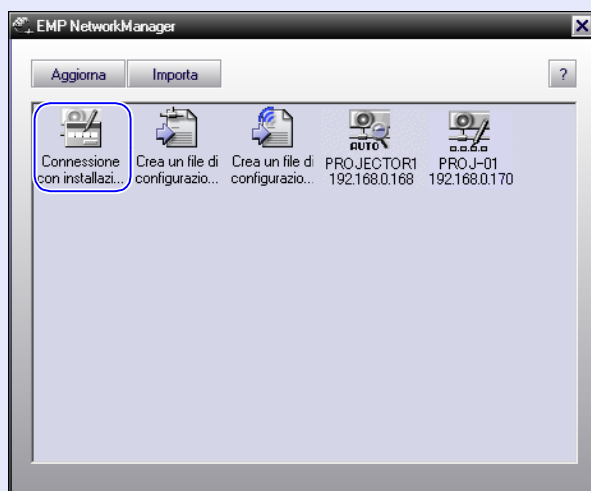 EMP NetworkManager
Aggiorna
Importa
?
Connessione
con installazi...
Crea un file di
configurazio...
Crea un file di
configurazio...
AUTO
PROJECTOR1
192.168.0.168
PROJ-01
192.168.0.170